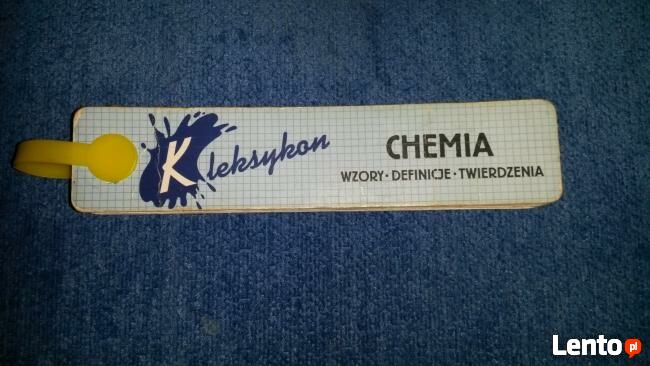 Kleksykon
CHEMIA
WZORY · DEFINICJE · TWIERDZENIA
Lento.pl